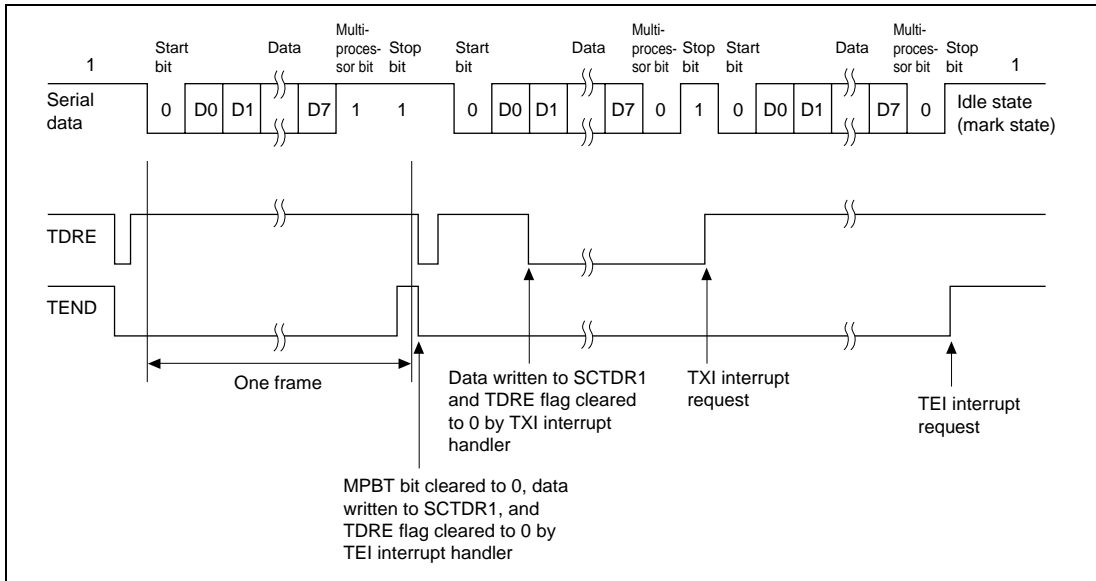 1
Start
bit
Data
Multi-
proces-
sor bit
Stop
bit
Start
bit
Data
Multi-
proces-
sor bit
Stop
bit
Start
bit
Data
Multi-
proces-
sor bit
Stop
bit
1
Serial
data
0 D0 D1 D7 1 1 0 D0 D1 D7 0 1 0 D0 D1 D7 0
Idle state
(mark state)
TDRE
TEND
One frame
Data written to SCTDR1
and TDRE flag cleared
to 0 by TXI interrupt
handler
TXI interrupt
request
TEI interrupt
request
MPBT bit cleared to 0, data
written to SCTDR1, and
TDRE flag cleared to 0 by
TEI interrupt handler